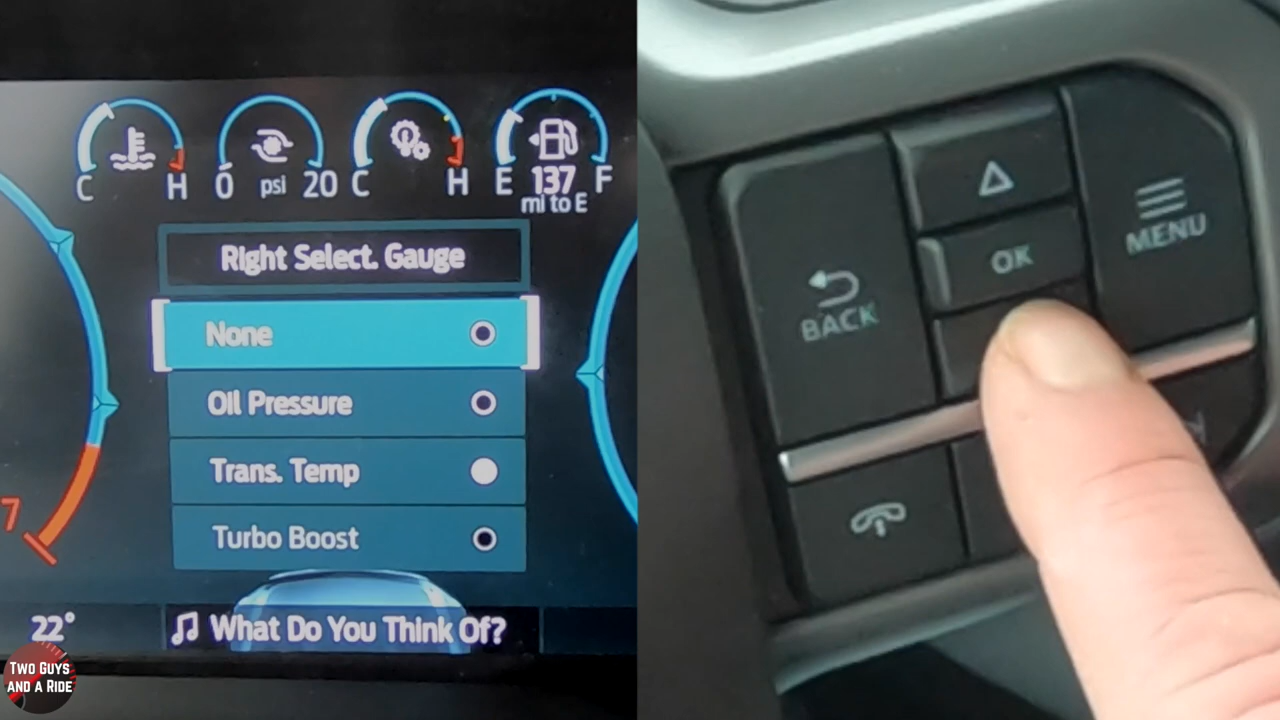 C H
0 psi 20
C H
E 137 F
mi to E
Right Select. Gauge
None
Oil Pressure
Trans. Temp
Turbo Boost
7
22°
What Do You Think Of?
TWO GUYS
AND A RIDE
OK
MENU
BACK